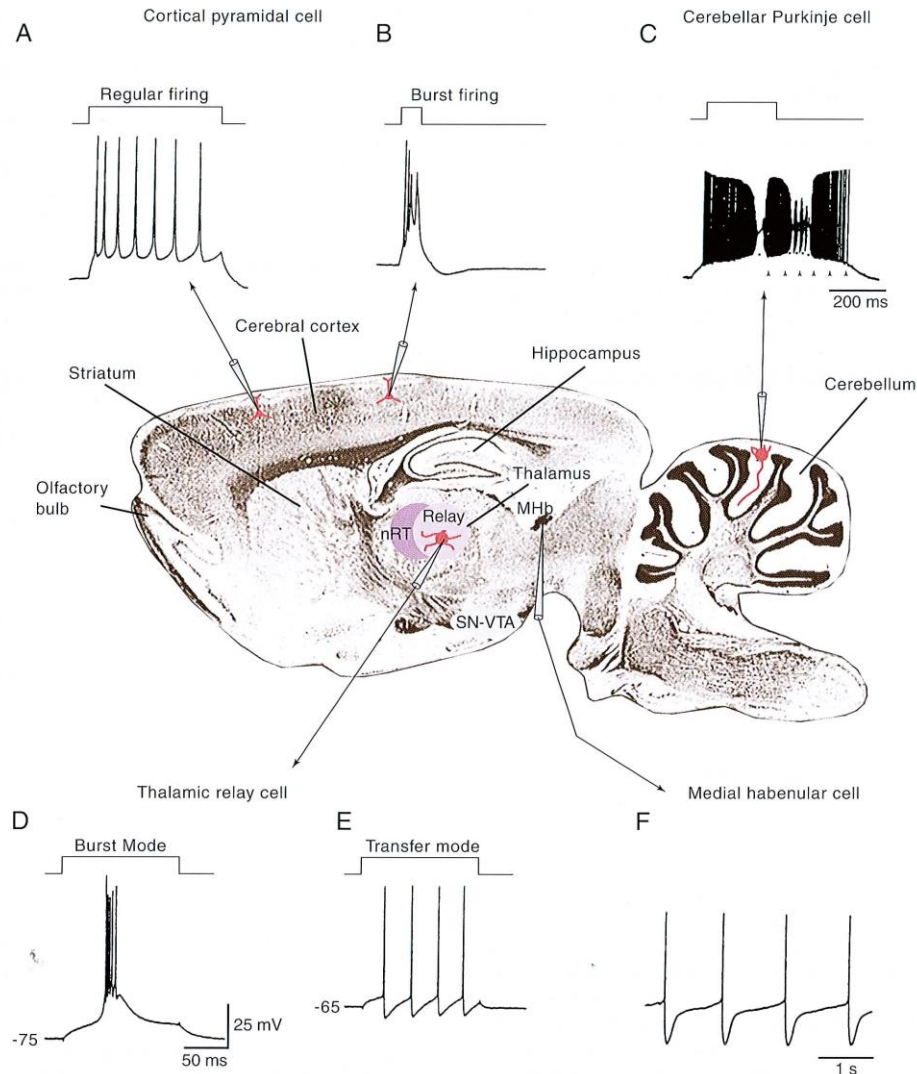 Cortical pyramidal cell
Cerebellar Purkinje cell
A
B
C
Regular firing
Burst firing
200 ms
Cerebral cortex
Striatum
Hippocampus
Cerebellum
Olfactory
bulb
Thalamus
MHb
Relay
nRT
SN-VTA
Thalamic relay cell
Medial habenular cell
D
E
F
Burst Mode
Transfer mode
-75
25 mV
50 ms
-65
1 s